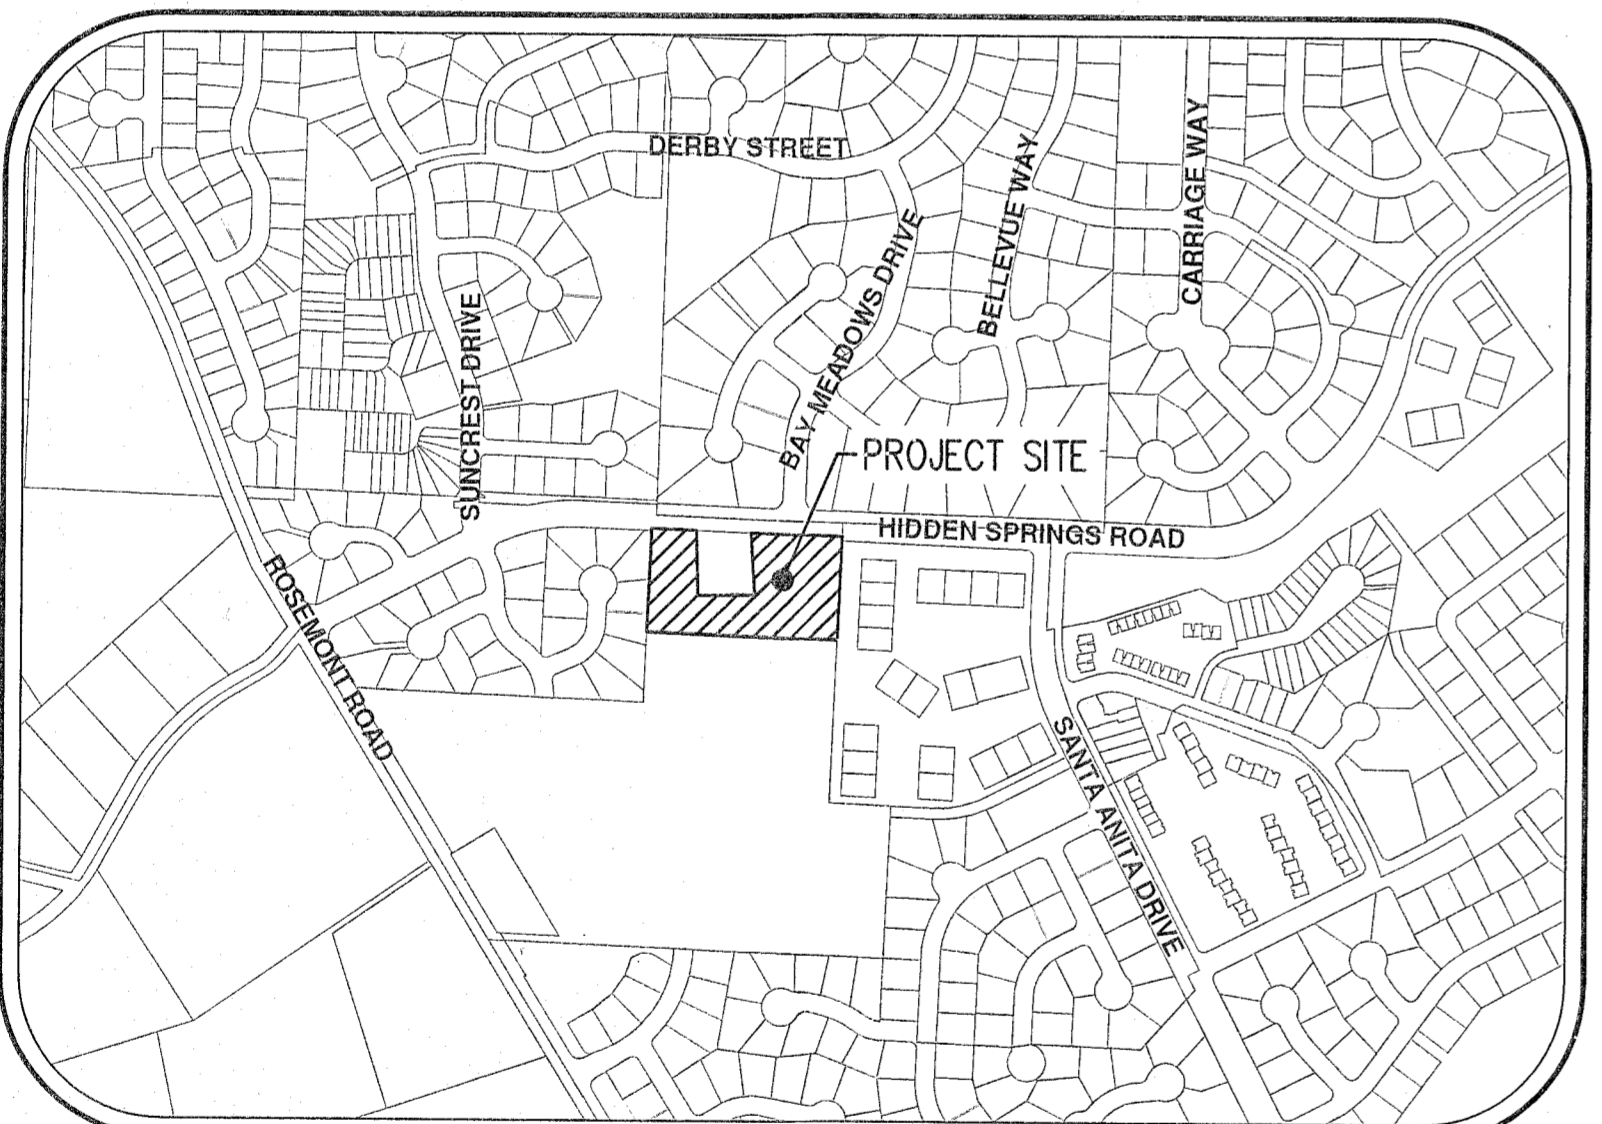 DERBY STREET
CARRIAGE WAY
BELLEVUE WAY
BAY MEADOWS DRIVE
SUNCREST DRIVE
PROJECT SITE
HIDDEN SPRINGS ROAD
ROSEMONT ROAD
SANTA ANITA DRIVE